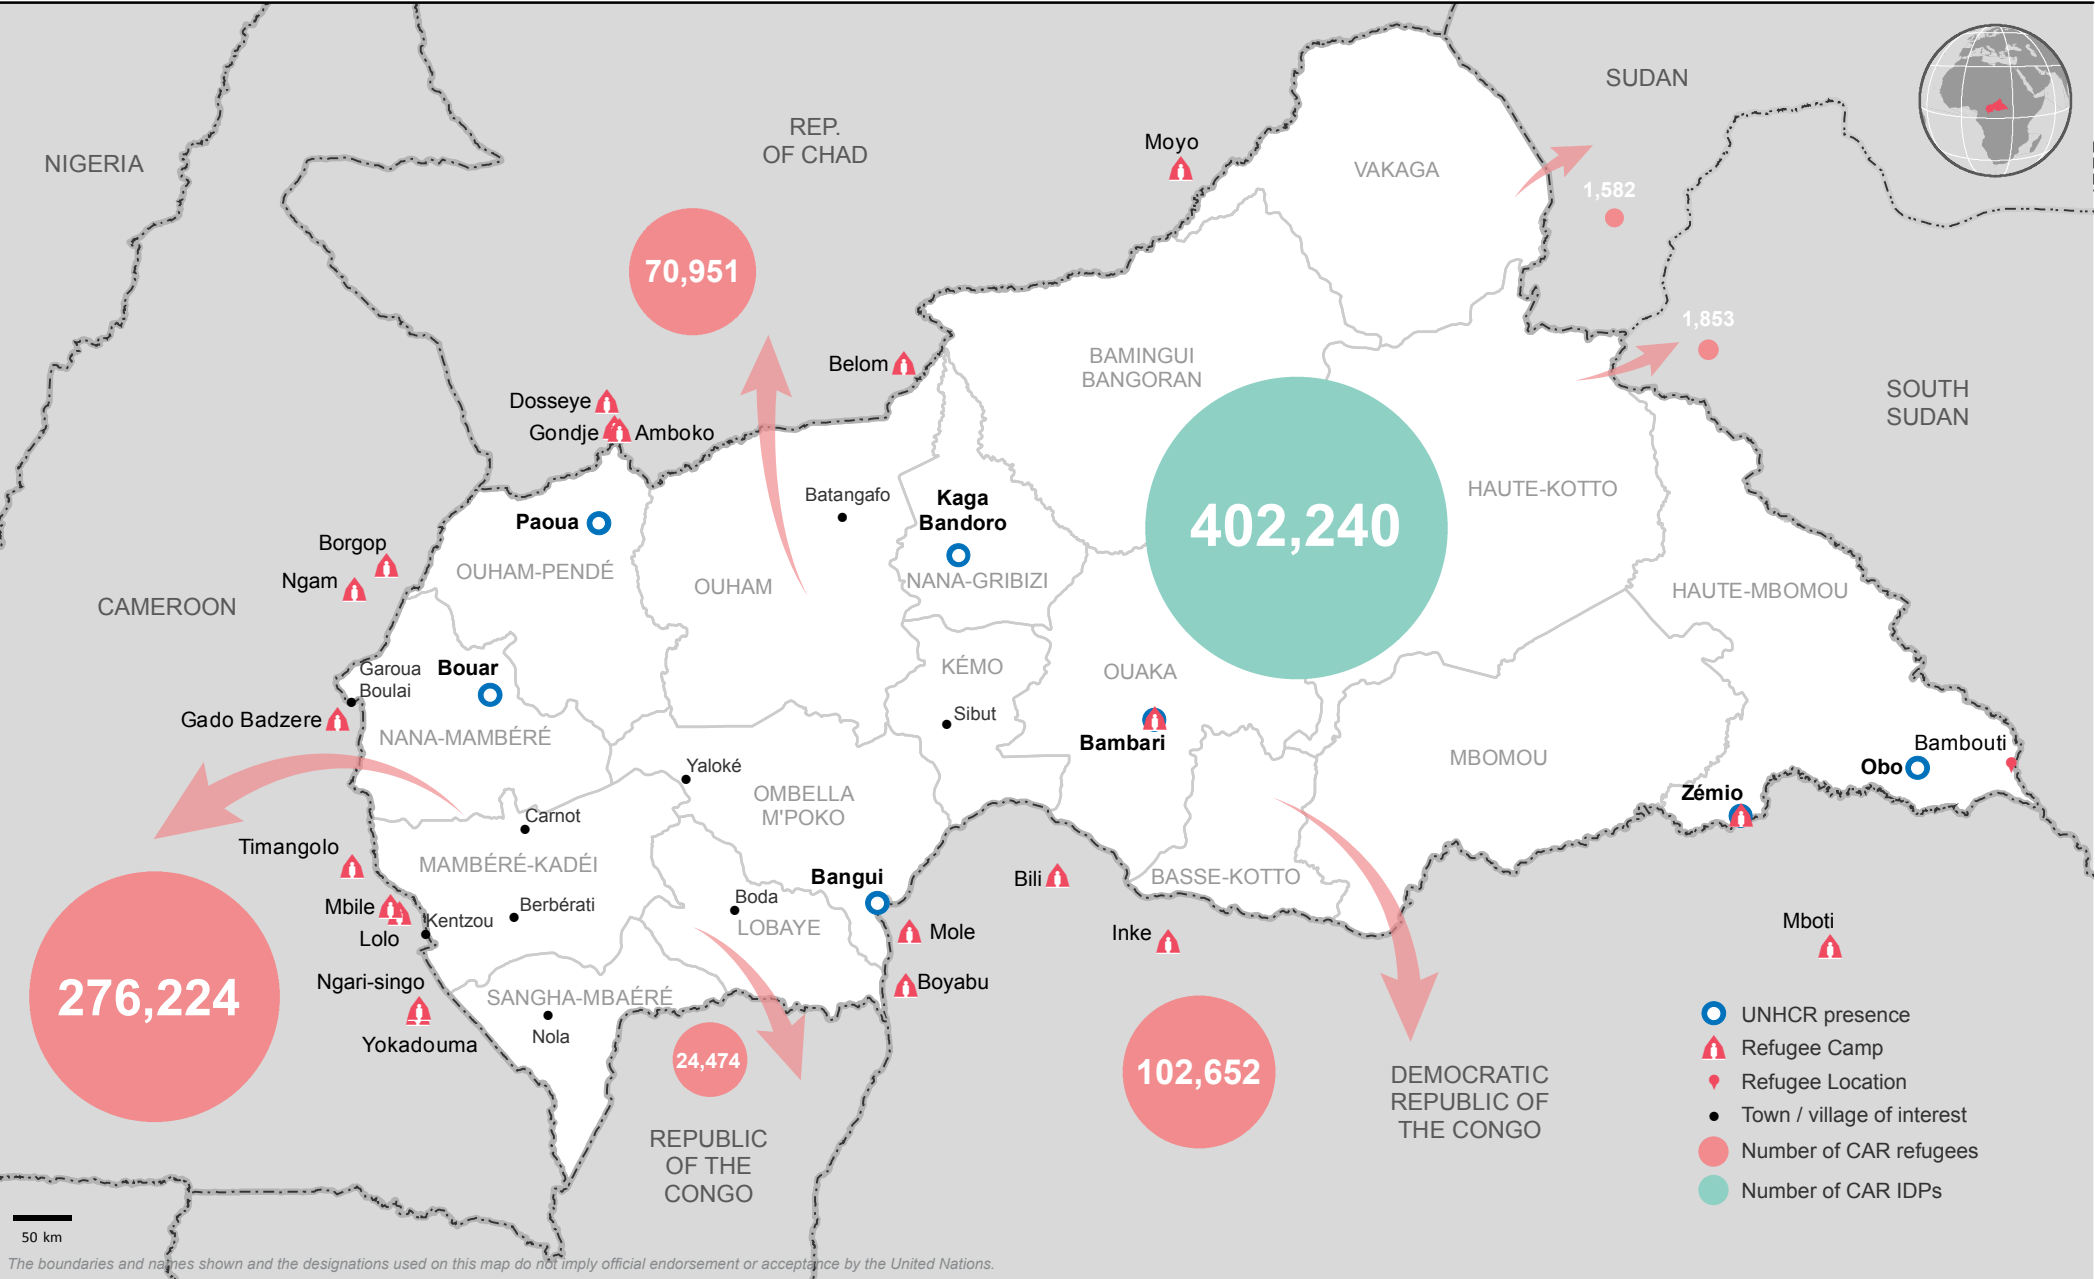 SUDAN
REP.
OF CHAD
Moyo
NIGERIA
VAKAGA
1,582
70,951
1,853
BAMINGUI
BANGORAN
Belom
SOUTH
SUDAN
Dosseye
Gondje
Amboko
Batangafo
Kaga
Bandoro
HAUTE-KOTTO
402,240
Paoua
Borgop
OUHAM-PENDÉ
Ngam
OUHAM
NANA-GRIBIZI
HAUTE-MBOMOU
CAMEROON
Garoua
Boulai
Bouar
KÉMO
OUAKA
Gado Badzere
Sibut
NANA-MAMBÉRÉ
Bambari
Bambouti
MBOMOU
Obo
Yaloké
OMBELLA
M'POKO
Zémio
Carnot
Timangolo
MAMBÉRÉ-KADÉI
Bangui
Bili
BASSE-KOTTO
Mbile
Berbérati
Boda
Kentzou
LOBAYE
Mole
Inke
Mboti
Lolo
Ngari-singo
Boyabu
276,224
SANGHA-MBAÉRÉ
Nola
Yokadouma
24,474
102,652
DEMOCRATIC
REPUBLIC OF
THE CONGO
REPUBLIC
OF THE
CONGO
UNHCR presence
Refugee Camp
Refugee Location
Town / village of interest
Number of CAR refugees
Number of CAR IDPs
50 km
The boundaries and names shown and the designations used on this map do not imply official endorsement or acceptance by the United Nations.